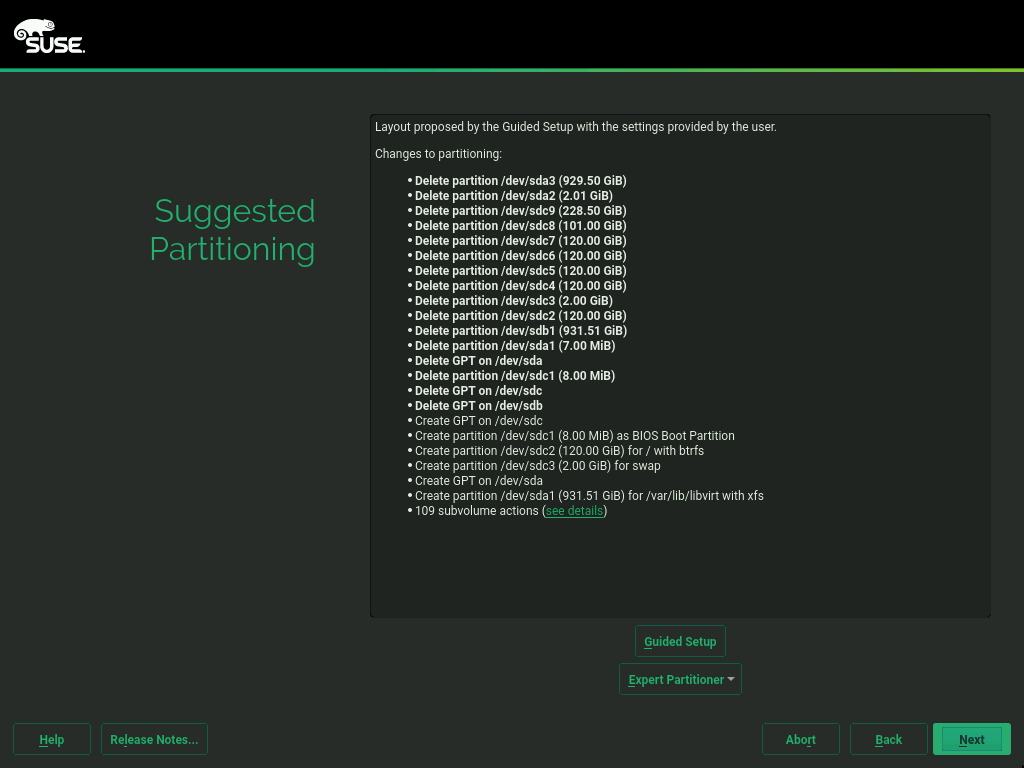 SUSE.
Suggested
Partitioning
Layout proposed by the Guided Setup with the settings provided by the user.
Changes to partitioning:
• Delete partition /dev/sda3 (929.50 GiB)
• Delete partition /dev/sda2 (2.01 GiB)
• Delete partition /dev/sdc9 (228.50 GiB)
• Delete partition /dev/sdc8 (101.00 GiB)
• Delete partition /dev/sdc7 (120.00 GiB)
• Delete partition /dev/sdc6 (120.00 GiB)
• Delete partition /dev/sdc5 (120.00 GiB)
• Delete partition /dev/sdc4 (120.00 GiB)
• Delete partition /dev/sdc3 (2.00 GiB)
• Delete partition /dev/sdc2 (120.00 GiB)
• Delete partition /dev/sdb1 (931.51 GiB)
• Delete partition /dev/sda1 (7.00 MiB)
• Delete GPT on /dev/sda
• Delete partition /dev/sdc1 (8.00 MiB)
• Delete GPT on /dev/sdc
• Delete GPT on /dev/sdb
• Create GPT on /dev/sdc
• Create partition /dev/sdc1 (8.00 MiB) as BIOS Boot Partition
• Create partition /dev/sdc2 (120.00 GiB) for / with btrfs
• Create partition /dev/sdc3 (2.00 GiB) for swap
• Create GPT on /dev/sda
• Create partition /dev/sda1 (931.51 GiB) for /var/lib/libvirt with xfs
• 109 subvolume actions (see details)
Guided Setup
Expert Partitioner
Help Release Notes... Abort Back Next